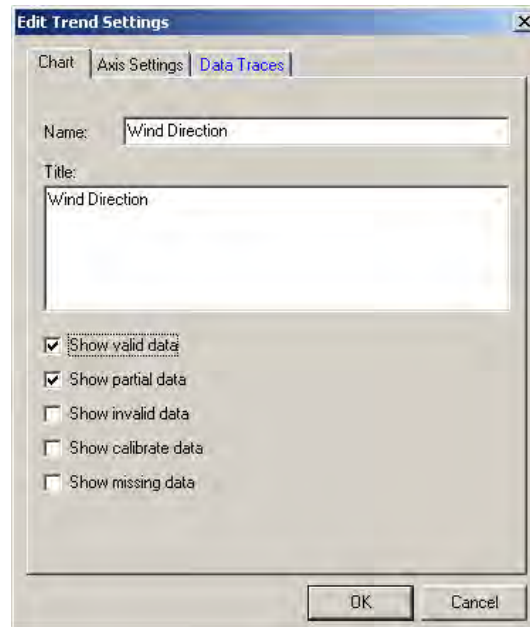 Edit Trend Settings
Chart Axis Settings Data Traces
Name: Wind Direction
Title:
Wind Direction
Show valid data
Show partial data
Show invalid data
Show calibrate data
Show missing data
OK Cancel